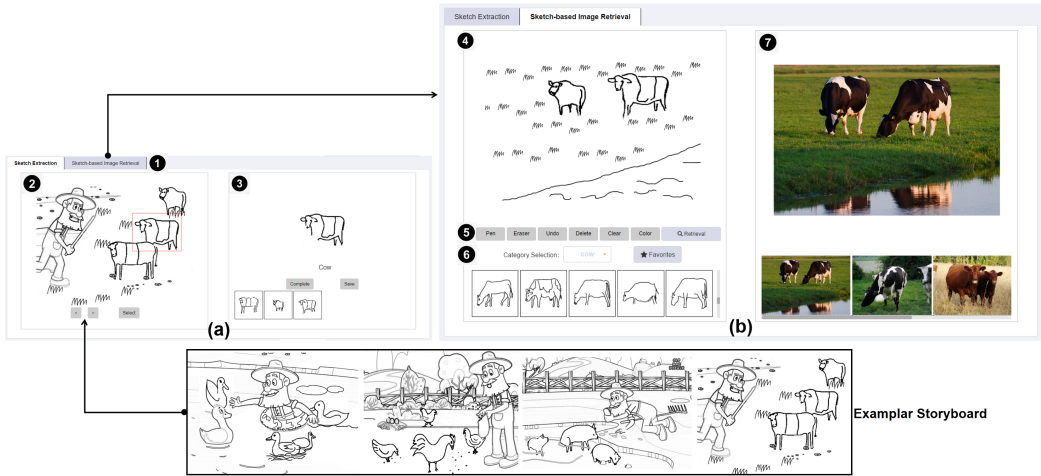 Sketch Extraction
Sketch-based Image Retrieval
4
7
Sketch Extraction
Sketch-based Image Retrieval
1
2
3
Cow
Complete
Save
<
>
Select
(a)
5
Pen
Eraser
Undo
Delete
Clear
Color
Retrieval
6
Category Selection:
COW
Favorites
(b)
Examplar Storyboard